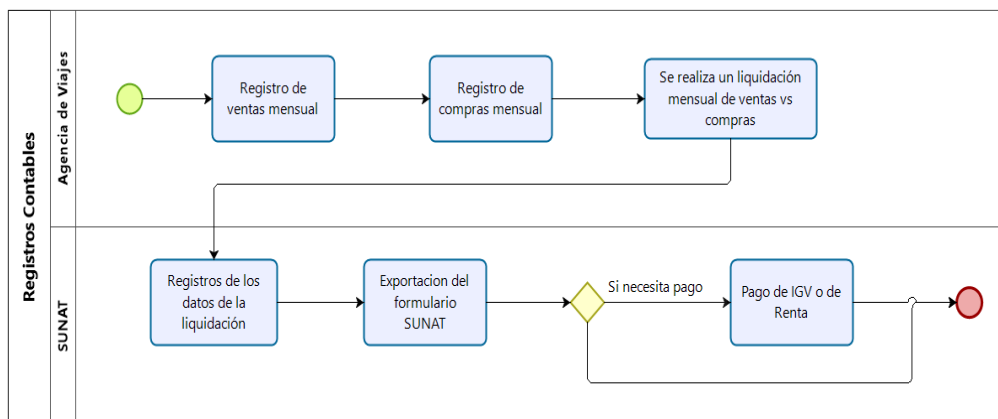 Registros Contables
Agencia de Viajes
Registro de
ventas mensual
Registro de
compras mensual
Se realiza un liquidación
mensual de ventas vs
compras
SUNAT
Registros de los
datos de la
liquidación
Exportacion del
formulario
SUNAT
Si necesita pago
Pago de IGV o de
Renta